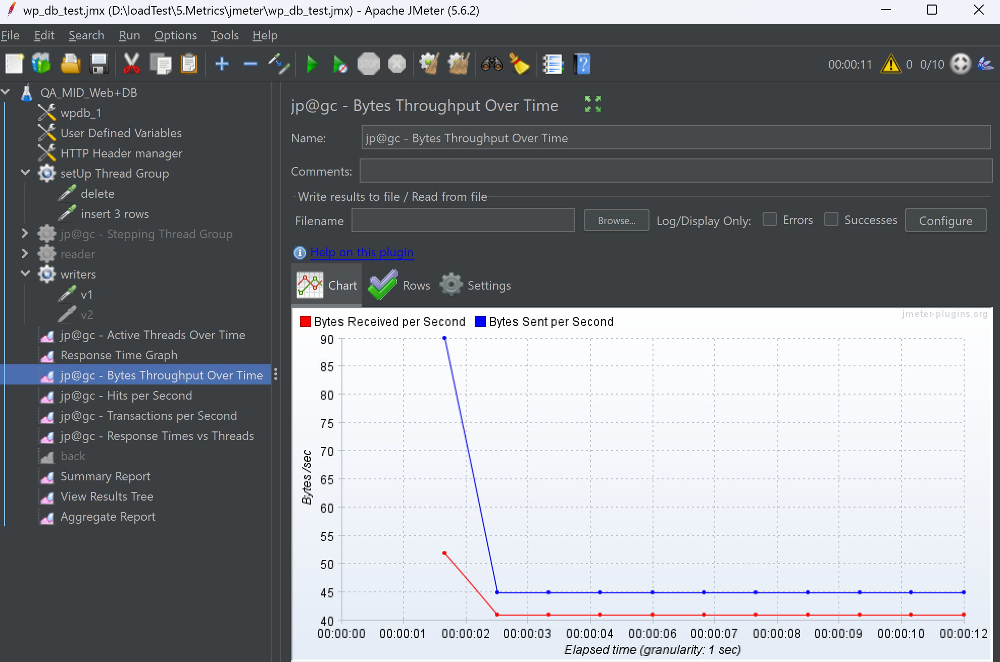 wp_db_test.jmx (D:\loadTest\5.Metrics\jmeter\wp_db_test.jmx) - Apache JMeter (5.6.2)
File Edit Search Run Options Tools Help
STOP 00:00:11 0 0/10
QA_MID_Web+DB
wpdb_1
User Defined Variables
HTTP Header manager
setUp Thread Group
delete
insert 3 rows
jp@gc - Stepping Thread Group
reader
writers
v1
v2
jp@gc - Active Threads Over Time
Response Time Graph
jp@gc - Bytes Throughput Over Time
jp@gc - Hits per Second
jp@gc - Transactions per Second
jp@gc - Response Times vs Threads
back
Summary Report
View Results Tree
Aggregate Report
jp@gc - Bytes Throughput Over Time
Name: jp@gc - Bytes Throughput Over Time
Comments:
Write results to file / Read from file
Filename Browse... Log/Display Only: Errors Successes Configure
Help on this plugin
Chart Rows Settings
jmeter-plugins.org
Bytes Received per Second Bytes Sent per Second
90
85
80
75
70
65
60
55
50
45
40
Bytes /sec
00:00:00 00:00:01 00:00:02 00:00:03 00:00:04 00:00:06 00:00:07 00:00:08 00:00:09 00:00:10 00:00:12
Elapsed time (granularity: 1 sec)